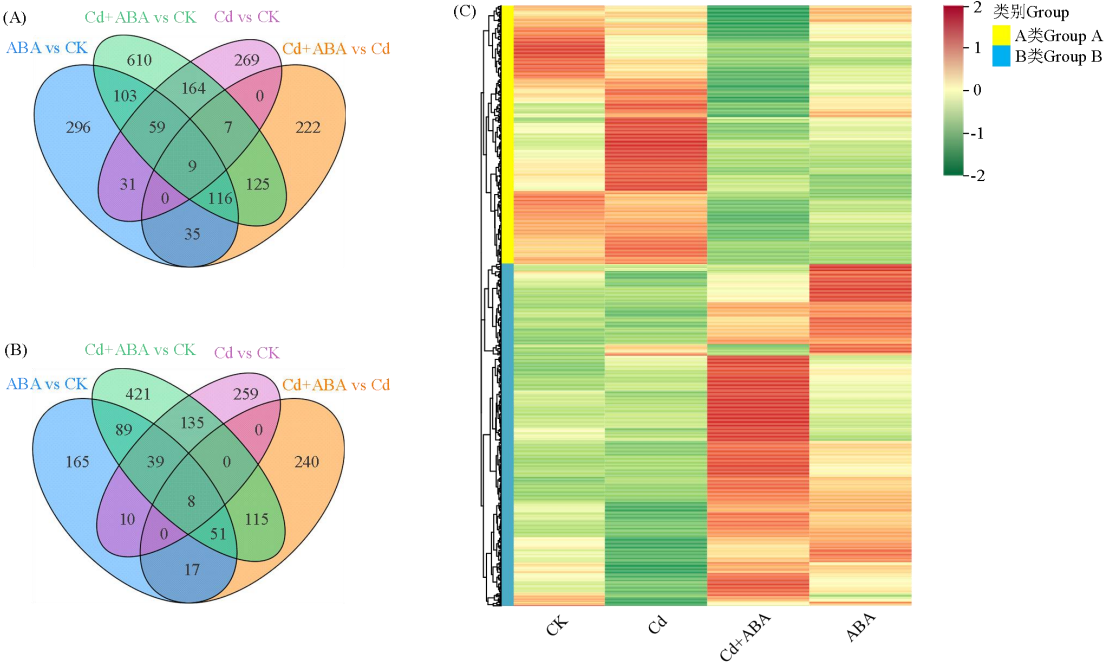 (A)
Cd+ABA vs CK Cd vs CK
ABA vs CK Cd+ABA vs Cd
610 269
103 164 0
296 59 7 222
9
31 0 116 125
35
(B)
Cd+ABA vs CK Cd vs CK
ABA vs CK Cd+ABA vs Cd
421 259
89 135 0
165 39 0 240
8
10 0 51 115
17
(C)
2
1
0
-1
-2
类别Group
A类Group A
B类Group B
CK Cd Cd+ABA ABA